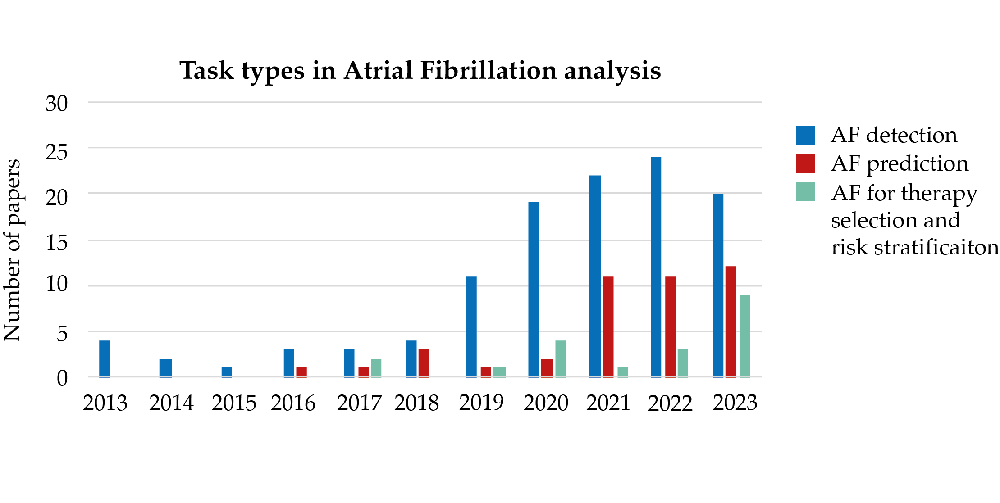 Task types in Atrial Fibrillation analysis
30
25
20
15
10
5
0
Number of papers
2013 2014 2015 2016 2017 2018 2019 2020 2021 2022 2023
AF detection
AF prediction
AF for therapy
selection and
risk stratificaiton